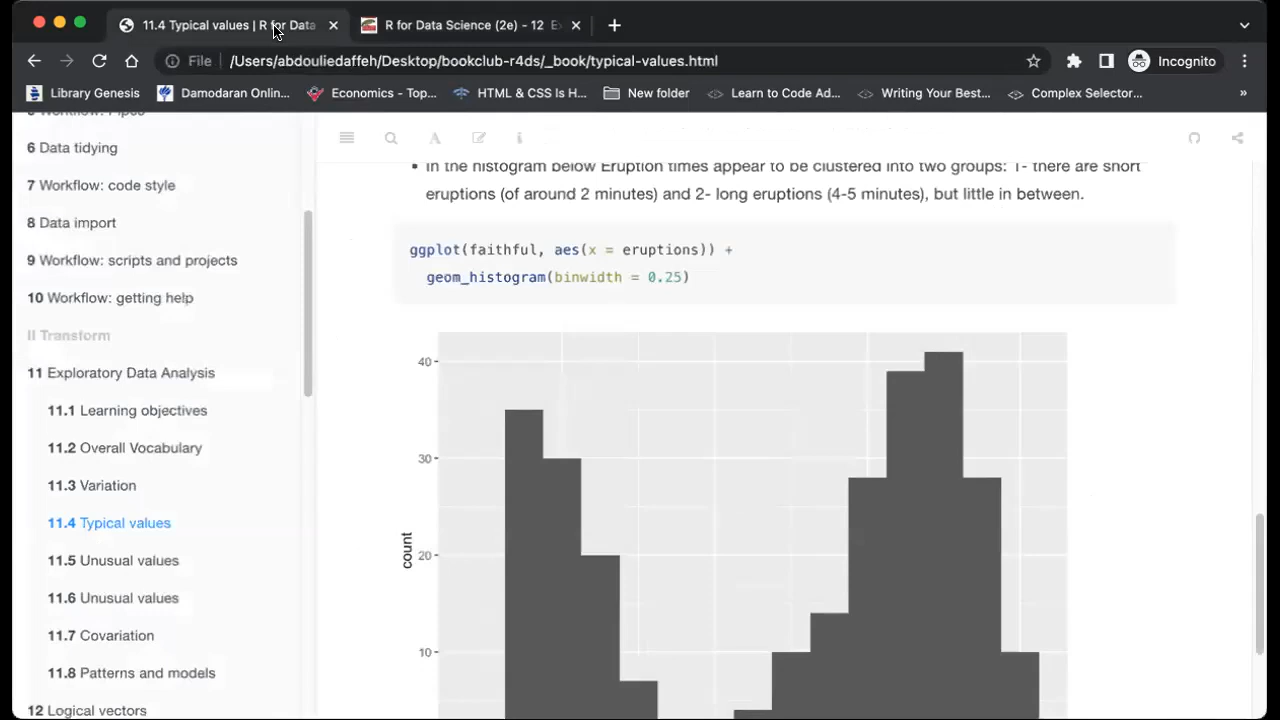 11.4 Typical values | R for Data
R for Data Science (2e) - 12 Ex
File /Users/abdouliedaffeh/Desktop/bookclub-r4ds/_book/typical-values.html
Incognito
Library Genesis
Damodaran Onlin...
Economics - Top...
HTML & CSS Is H...
New folder
Learn to Code Ad...
Writing Your Best...
Complex Selector...
»
6 Data tidying
7 Workflow: code style
8 Data import
9 Workflow: scripts and projects
10 Workflow: getting help
II Transform
11 Exploratory Data Analysis
11.1 Learning objectives
11.2 Overall Vocabulary
11.3 Variation
11.4 Typical values
11.5 Unusual values
11.6 Unusual values
11.7 Covariation
11.8 Patterns and models
12 Logical vectors
• In the histogram below Eruption times appear to be clustered into two groups: 1- there are short
eruptions (of around 2 minutes) and 2- long eruptions (4-5 minutes), but little in between.
ggplot(faithful, aes(x = eruptions)) +
geom_histogram(binwidth = 0.25)
40
30
count
20
10